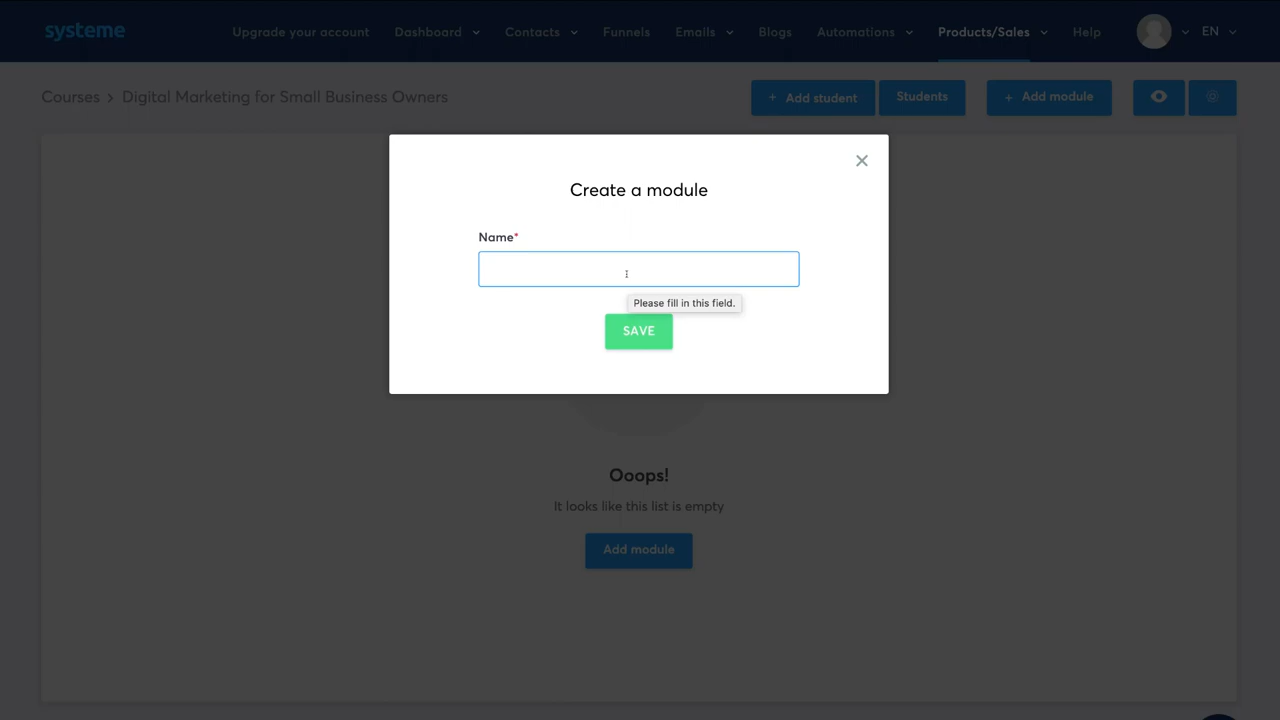 systeme
Upgrade your account Dashboard Contacts Funnels Emails Blogs Automations Products/Sales Help EN
Courses > Digital Marketing for Small Business Owners
+ Add student Students + Add module
Create a module
Name*
Please fill in this field.
SAVE
Ooops!
It looks like this list is empty
Add module